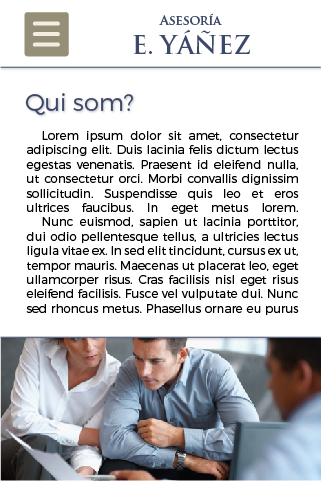 ASESORÍA
E. YÁÑEZ
Qui som?
Lorem ipsum dolor sit amet, consectetur
adipiscing elit. Duis lacinia felis dictum lectus
egestas venenatis. Praesent id eleifend nulla,
ut consectetur orci. Morbi convallis dignissim
sollicitudin. Suspendisse quis leo et eros
ultrices faucibus. In eget metus lorem.
Nunc euismod, sapien ut lacinia porttitor,
dui odio pellentesque tellus, a ultricies lectus
ligula vitae ex. In sed elit tincidunt, cursus ex ut,
tempor mauris. Maecenas ut placerat leo, eget
ullamcorper risus. Cras facilisis nisl eget risus
eleifend facilisis. Fusce vel vulputate dui. Nunc
sed rhoncus metus. Phasellus ornare eu purus